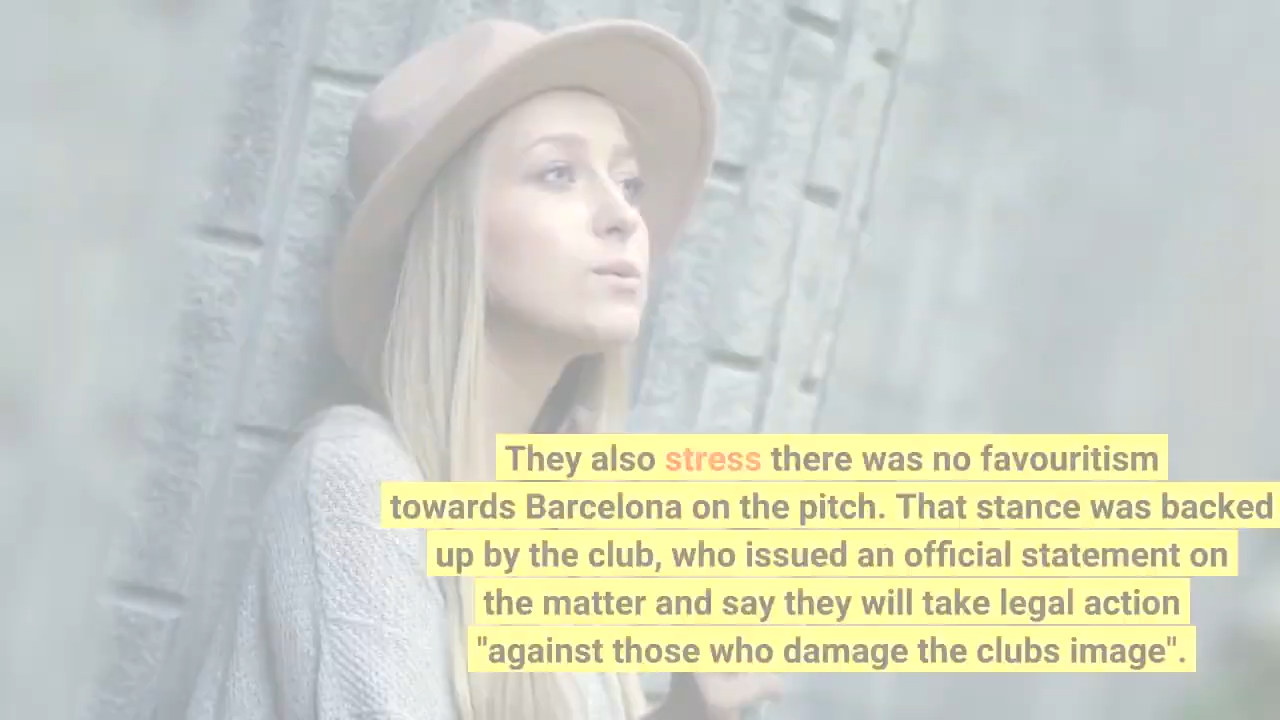 They also stress there was no favouritism
towards Barcelona on the pitch. That stance was backed
up by the club, who issued an official statement on
the matter and say they will take legal action
"against those who damage the clubs image".